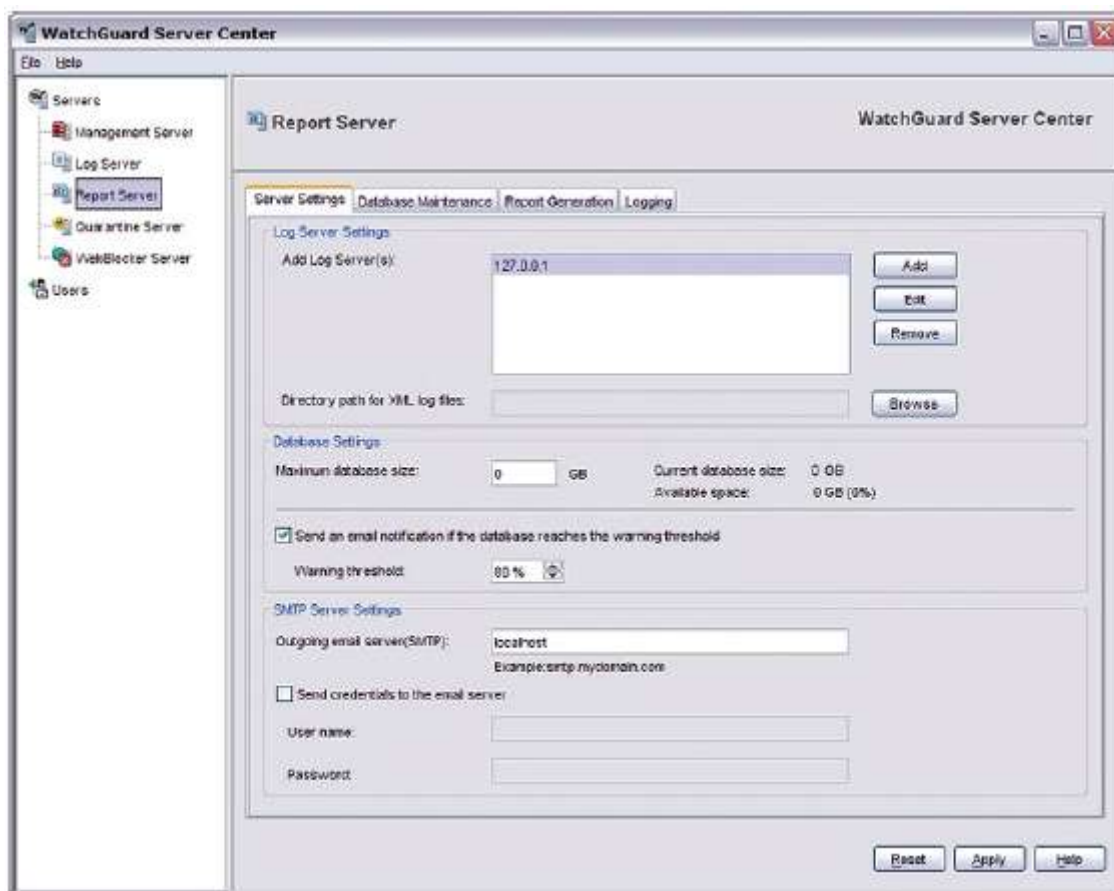 WatchGuard Server Center
File Help
Servers
Management Server
Log Server
Report Server
Quarantine Server
WebBlocker Server
Users
Report Server
WatchGuard Server Center
Server Settings Database Maintenance Report Generation Logging
Log Server Settings
Add Log Server(s):
127.0.0.1
Add
Edit
Remove
Directory path for XML log files:
Browse
Database Settings
Maximum database size:
0
GB
Current database size:
0 GB
Available space:
0 GB (0%)
Send an email notification if the database reaches the warning threshold
Warning threshold:
SMTP Server Settings
Outgoing email server(SMTP):
localhost
Example:smtp.mydomain.com
Send credentials to the email server
User name:
Password:
Reset
Apply
Help